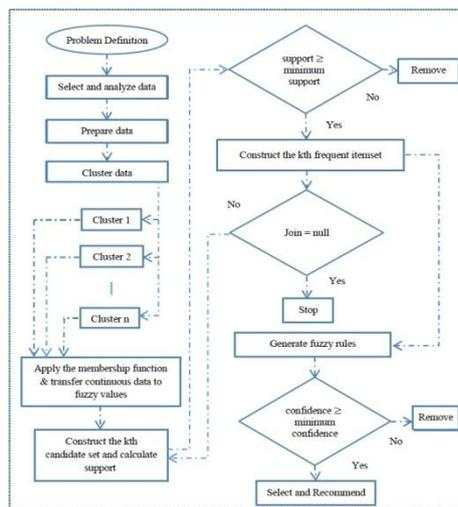 Problem Definition
Select and analyze data
Prepare data
Cluster data
Cluster 1
Cluster 2
Cluster n
Apply the membership function
& transfer continuous data to
fuzzy values
Construct the kth
candidate set and calculate
support
support ≥
minimum
support
Remove
No
Yes
Construct the kth frequent itemset
No
Join = null
Yes
Stop
Generate fuzzy rules
confidence ≥
minimum
confidence
Remove
No
Yes
Select and Recommend